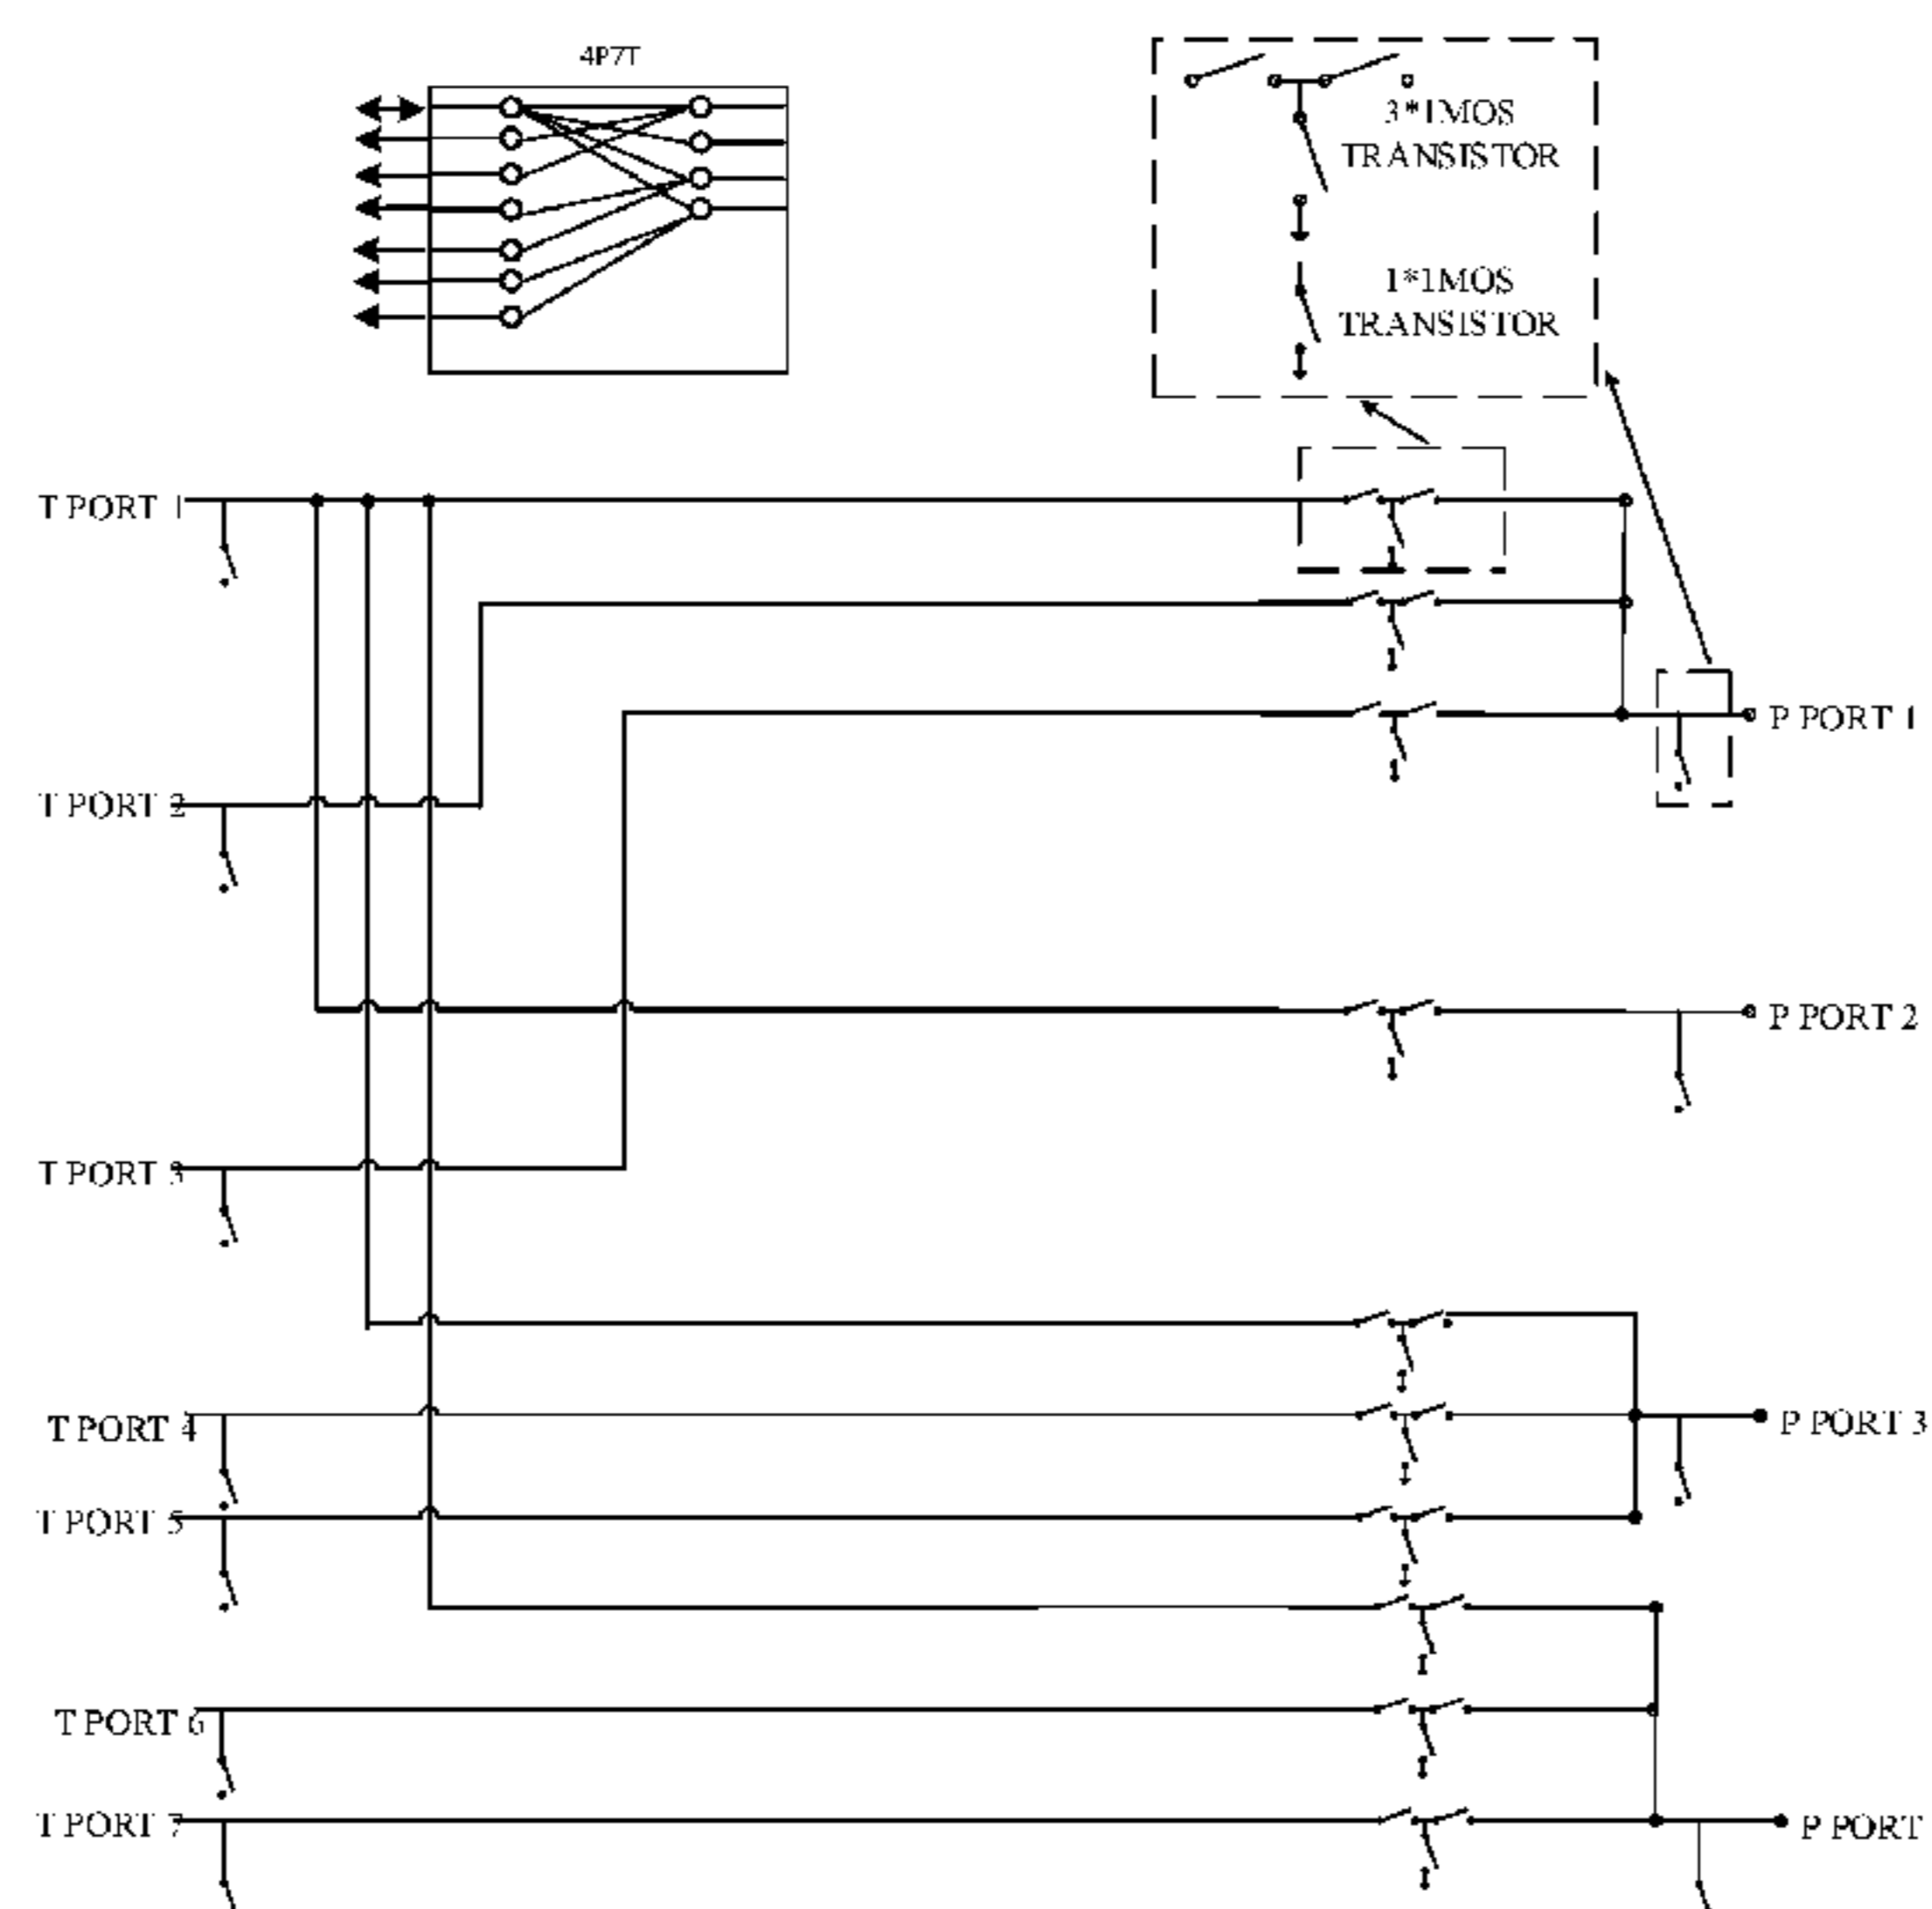 4P7T
3*1MOS
TRANSISTOR
1*1MOS
TRANSISTOR
T PORT 1
P PORT 1
T PORT 2
P PORT 2
T PORT 3
T PORT 4
P PORT 3
T PORT 5
T PORT 6
T PORT 7
P PORT